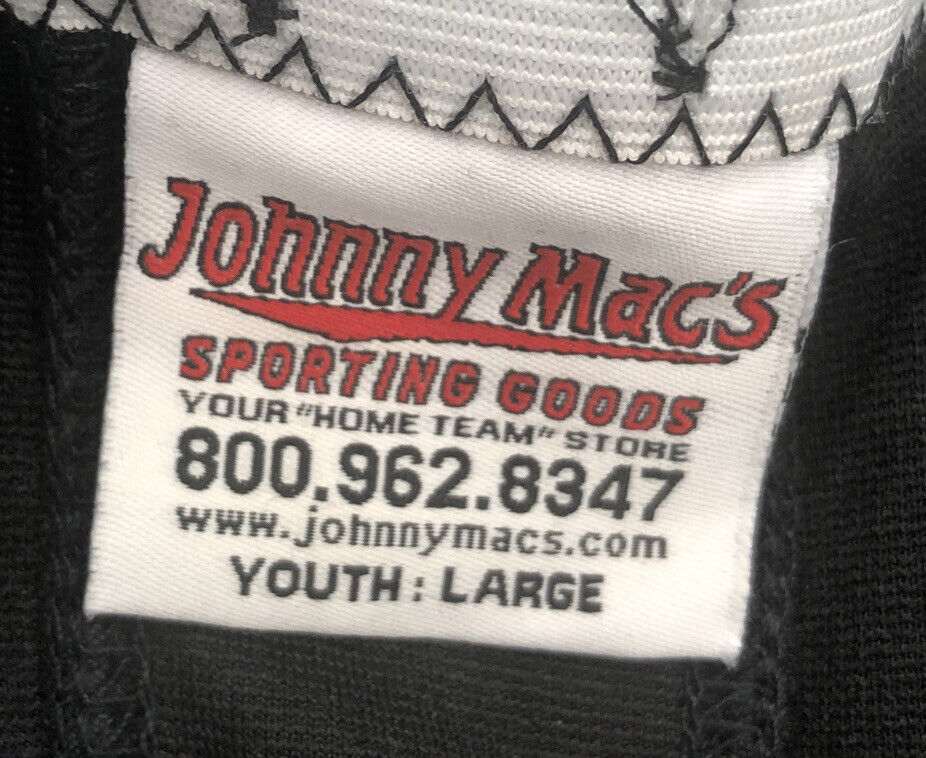 Johnny Mac's
SPORTING GOODS
YOUR "HOME TEAM" STORE
800.962.8347
www.johnnymacs.com
YOUTH : LARGE